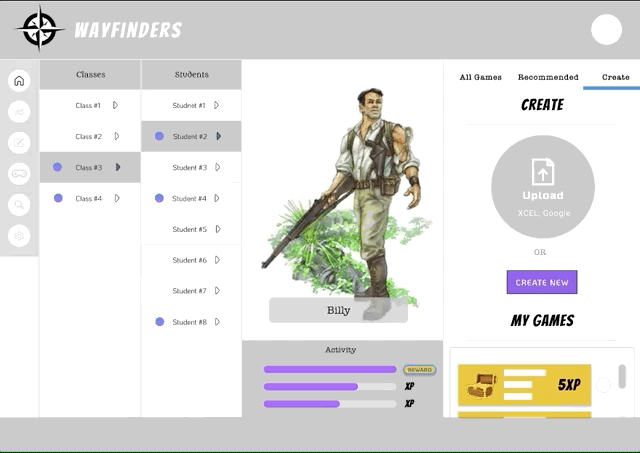 WAYFINDERS
Classes
Students
Class #1
Class #2
Class #3
Class #4
Studnet #1
Student #2
Student #3
Student #4
Student #5
Student #6
Student #7
Student #8
Billy
Activity
REWARD
XP
XP
All Games
Recommended
Create
CREATE
Upload
XCEL, Google
OR
CREATE NEW
MY GAMES
5XP